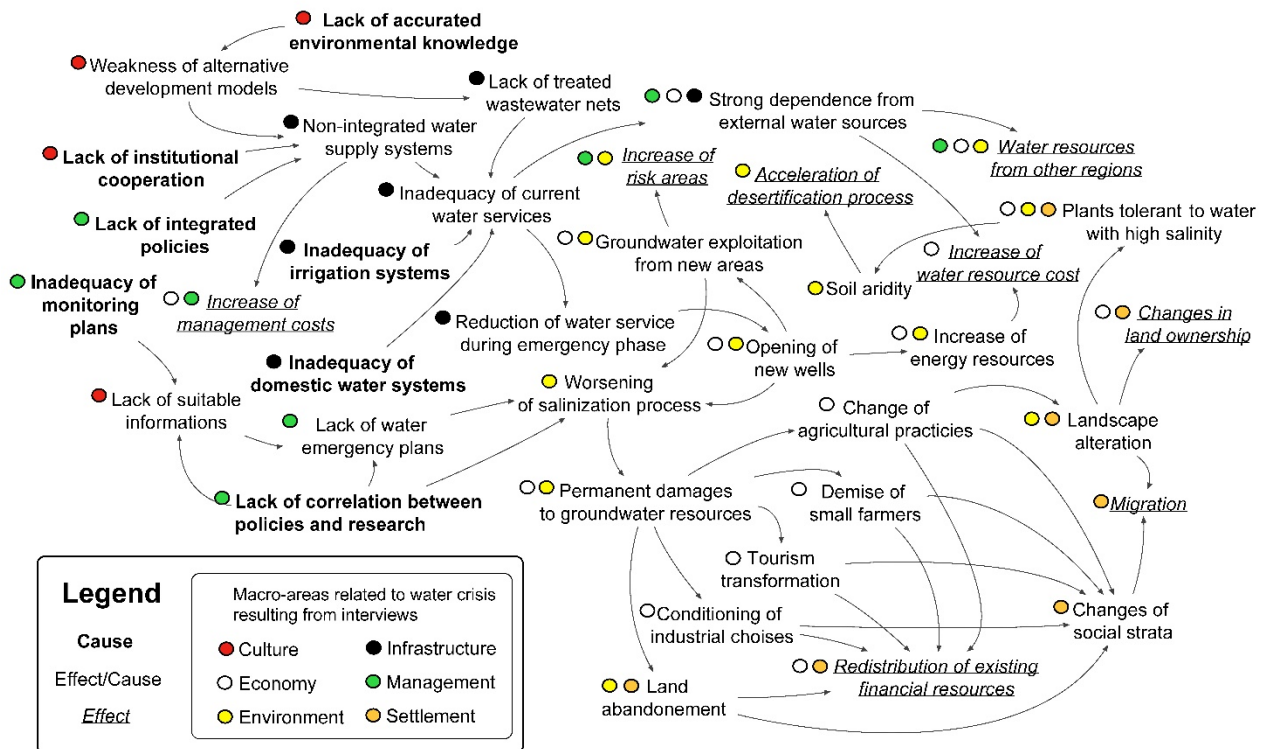 Lack of accurated
environmental knowledge
Weakness of alternative
development models
Lack of treated
wastewater nets
Strong dependence from
external water sources
Non-integrated water
supply systems
Lack of institutional
cooperation
Increase of
risk areas
Acceleration of
desertification process
Water resources
from other regions
Inadequacy of current
water services
Lack of integrated
policies
Plants tolerant to water
with high salinity
Inadequacy of
irrigation systems
Groundwater exploitation
from new areas
Increase of
water resource cost
Inadequacy of
monitoring
plans
Increase of
management costs
Soil aridity
Changes in
land ownership
Reduction of water service
during emergency phase
Opening of
new wells
Increase of
energy resources
Inadequacy of
domestic water systems
Worsening
of salinization process
Lack of suitable
informations
Lack of water
emergency plans
Change of
agricultural practicies
Landscape
alteration
Lack of correlation between
policies and research
Permanent damages
to groundwater resources
Demise of
small farmers
Migration
Tourism
transformation
Conditioning of
industrial choises
Changes of
social strata
Land
abandonement
Redistribution of existing
financial resources
Legend
Cause
Effect/Cause
Effect
Macro-areas related to water crisis
resulting from interviews
Culture
Infrastructure
Economy
Management
Environment
Settlement